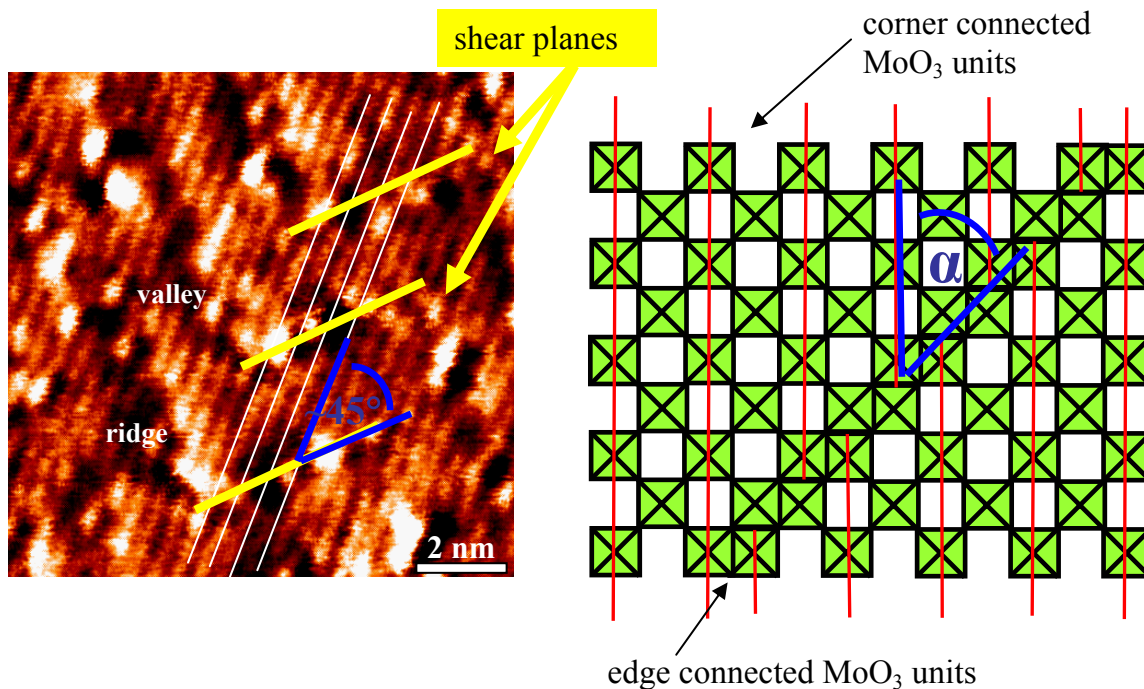 shear planes
corner connected
MoO₃ units
valley
ridge
~45°
2 nm
α
edge connected MoO₃ units